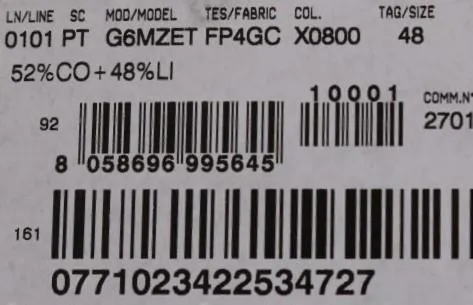 LN/LINE SC MOD/MODEL TES/FABRIC COL. TAG/SIZE
0101 PT G6MZET FP4GC X0800 48
52%CO+48%LI
10001 COMM.N°
92 2701
8 058696 995645
161
0771023422534727